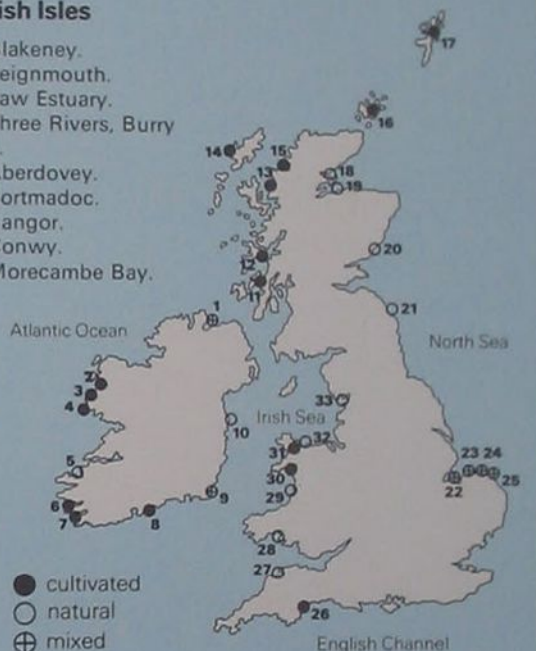 ish Isles
lakeney.
eignmouth.
aw Estuary.
hree Rivers, Burry
.
berdovey.
ortmadoc.
angor.
onwy.
Morecambe Bay.
17
16
14
15
13
18
19
20
12
11
1
21
Atlantic Ocean
North Sea
2
3
4
33
Irish Sea
10
32
31
23 24
5
30
25
22
29
9
6
7
8
28
27
cultivated
26
natural
mixed
English Channel